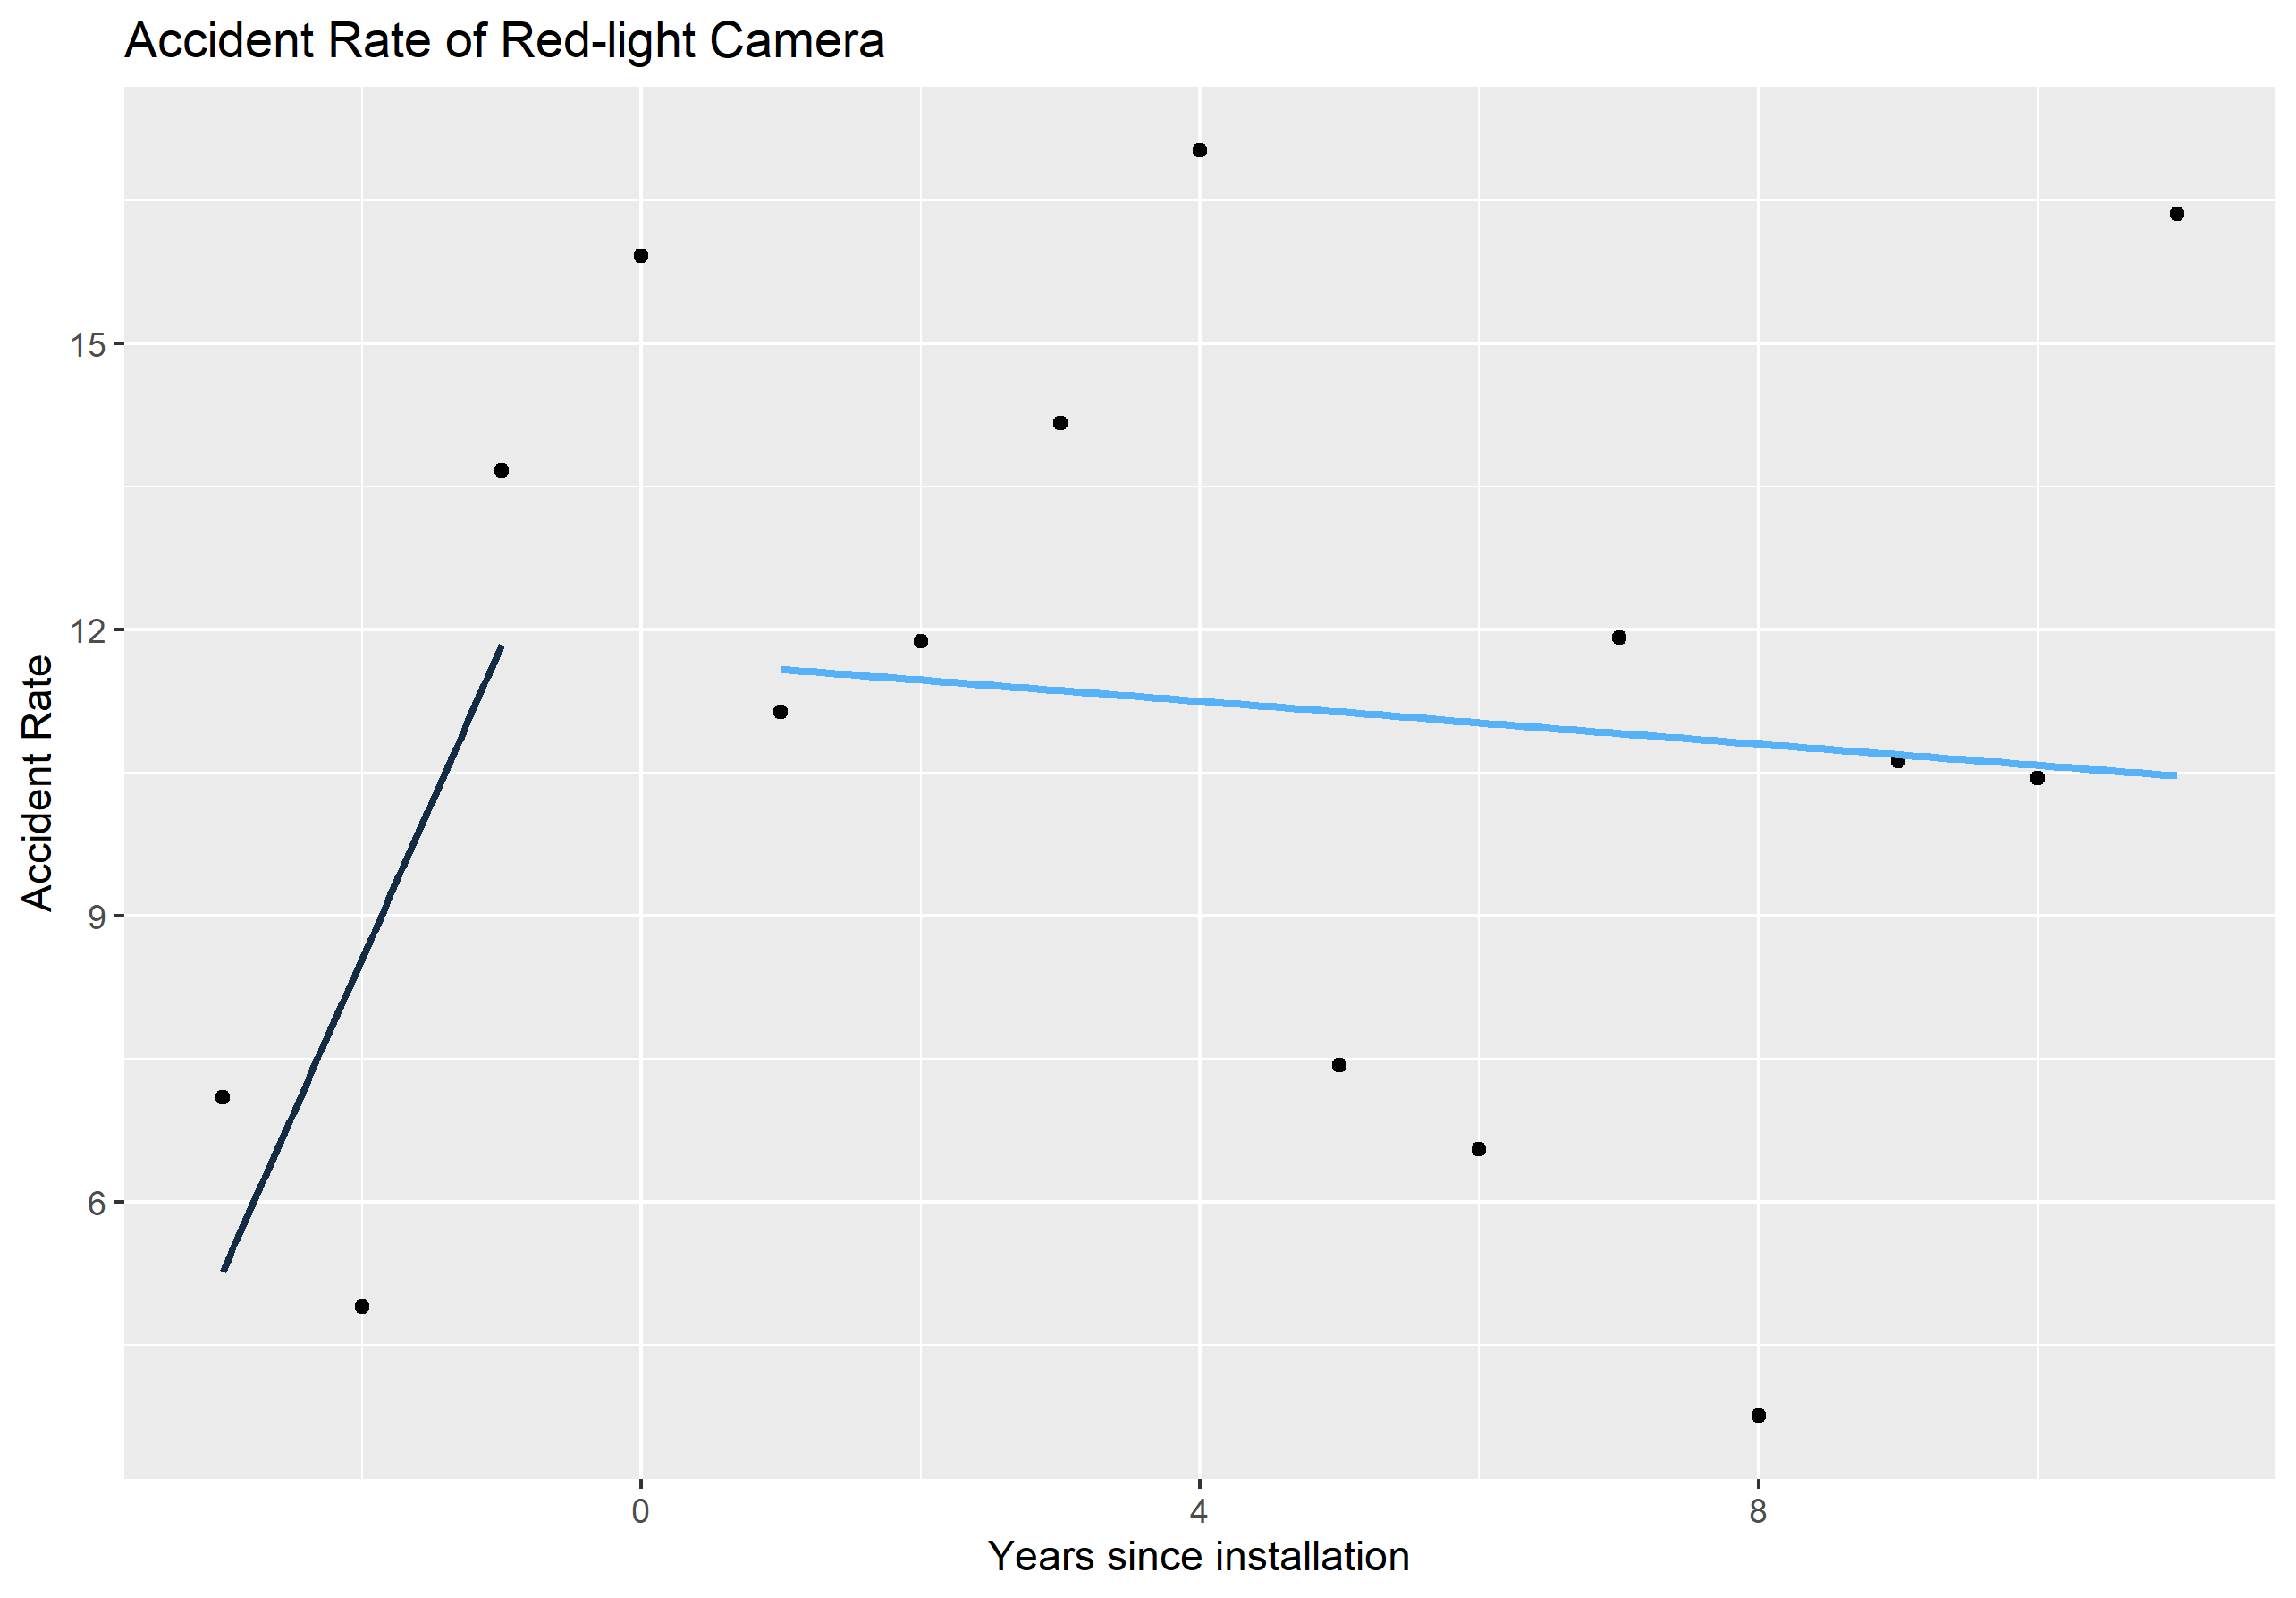 Accident Rate of Red-light Camera
15
12
9
6
Accident Rate
0 4 8
Years since installation